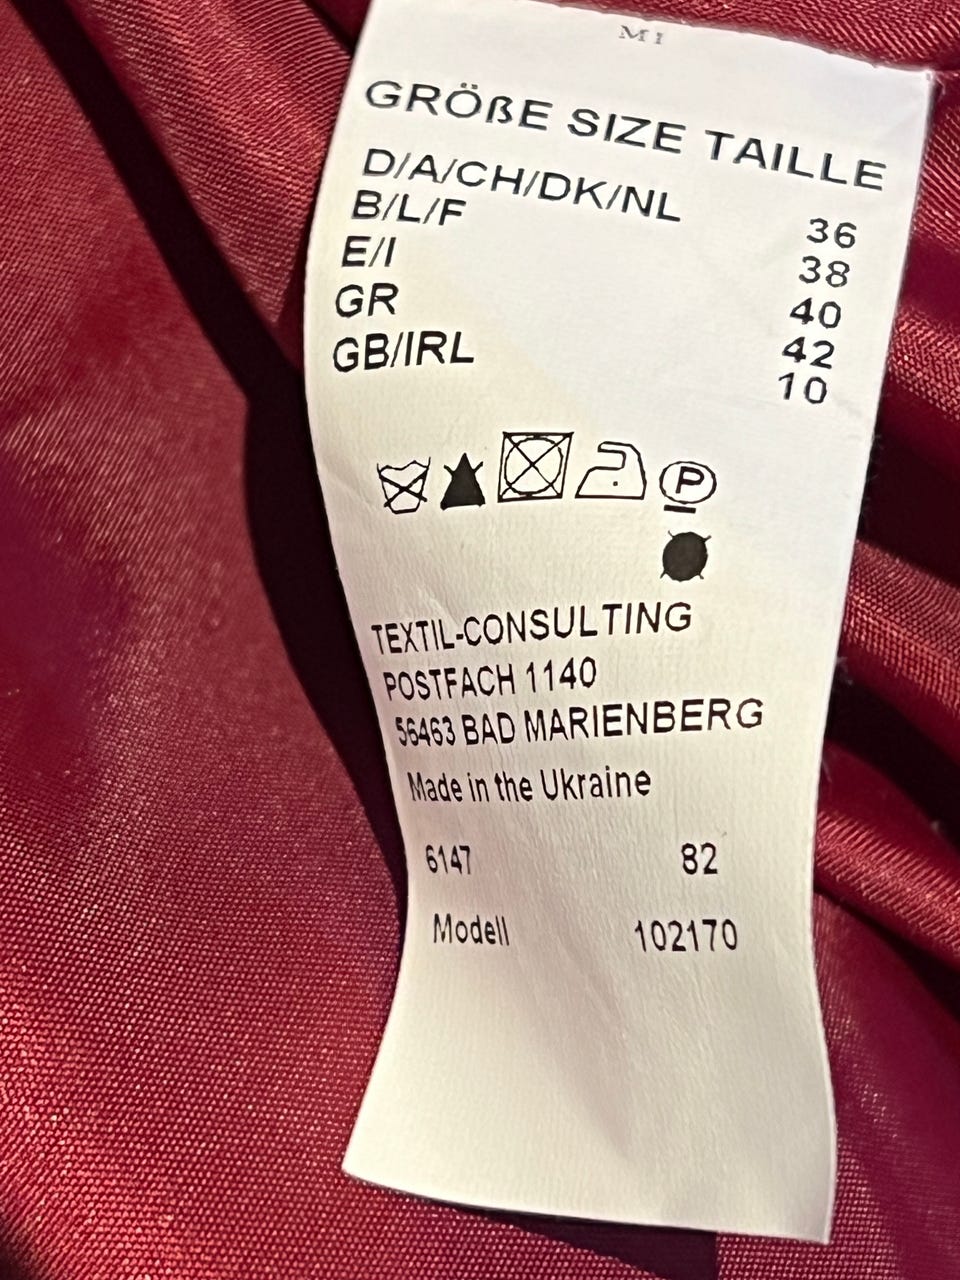 M1
GRÖßE SIZE TAILLE
D/A/CH/DK/NL 36
B/L/F 38
E/I 40
GR 42
GB/IRL 10
P
TEXTIL-CONSULTING
POSTFACH 1140
56463 BAD MARIENBERG
Made in the Ukraine
6147 82
Modell 102170